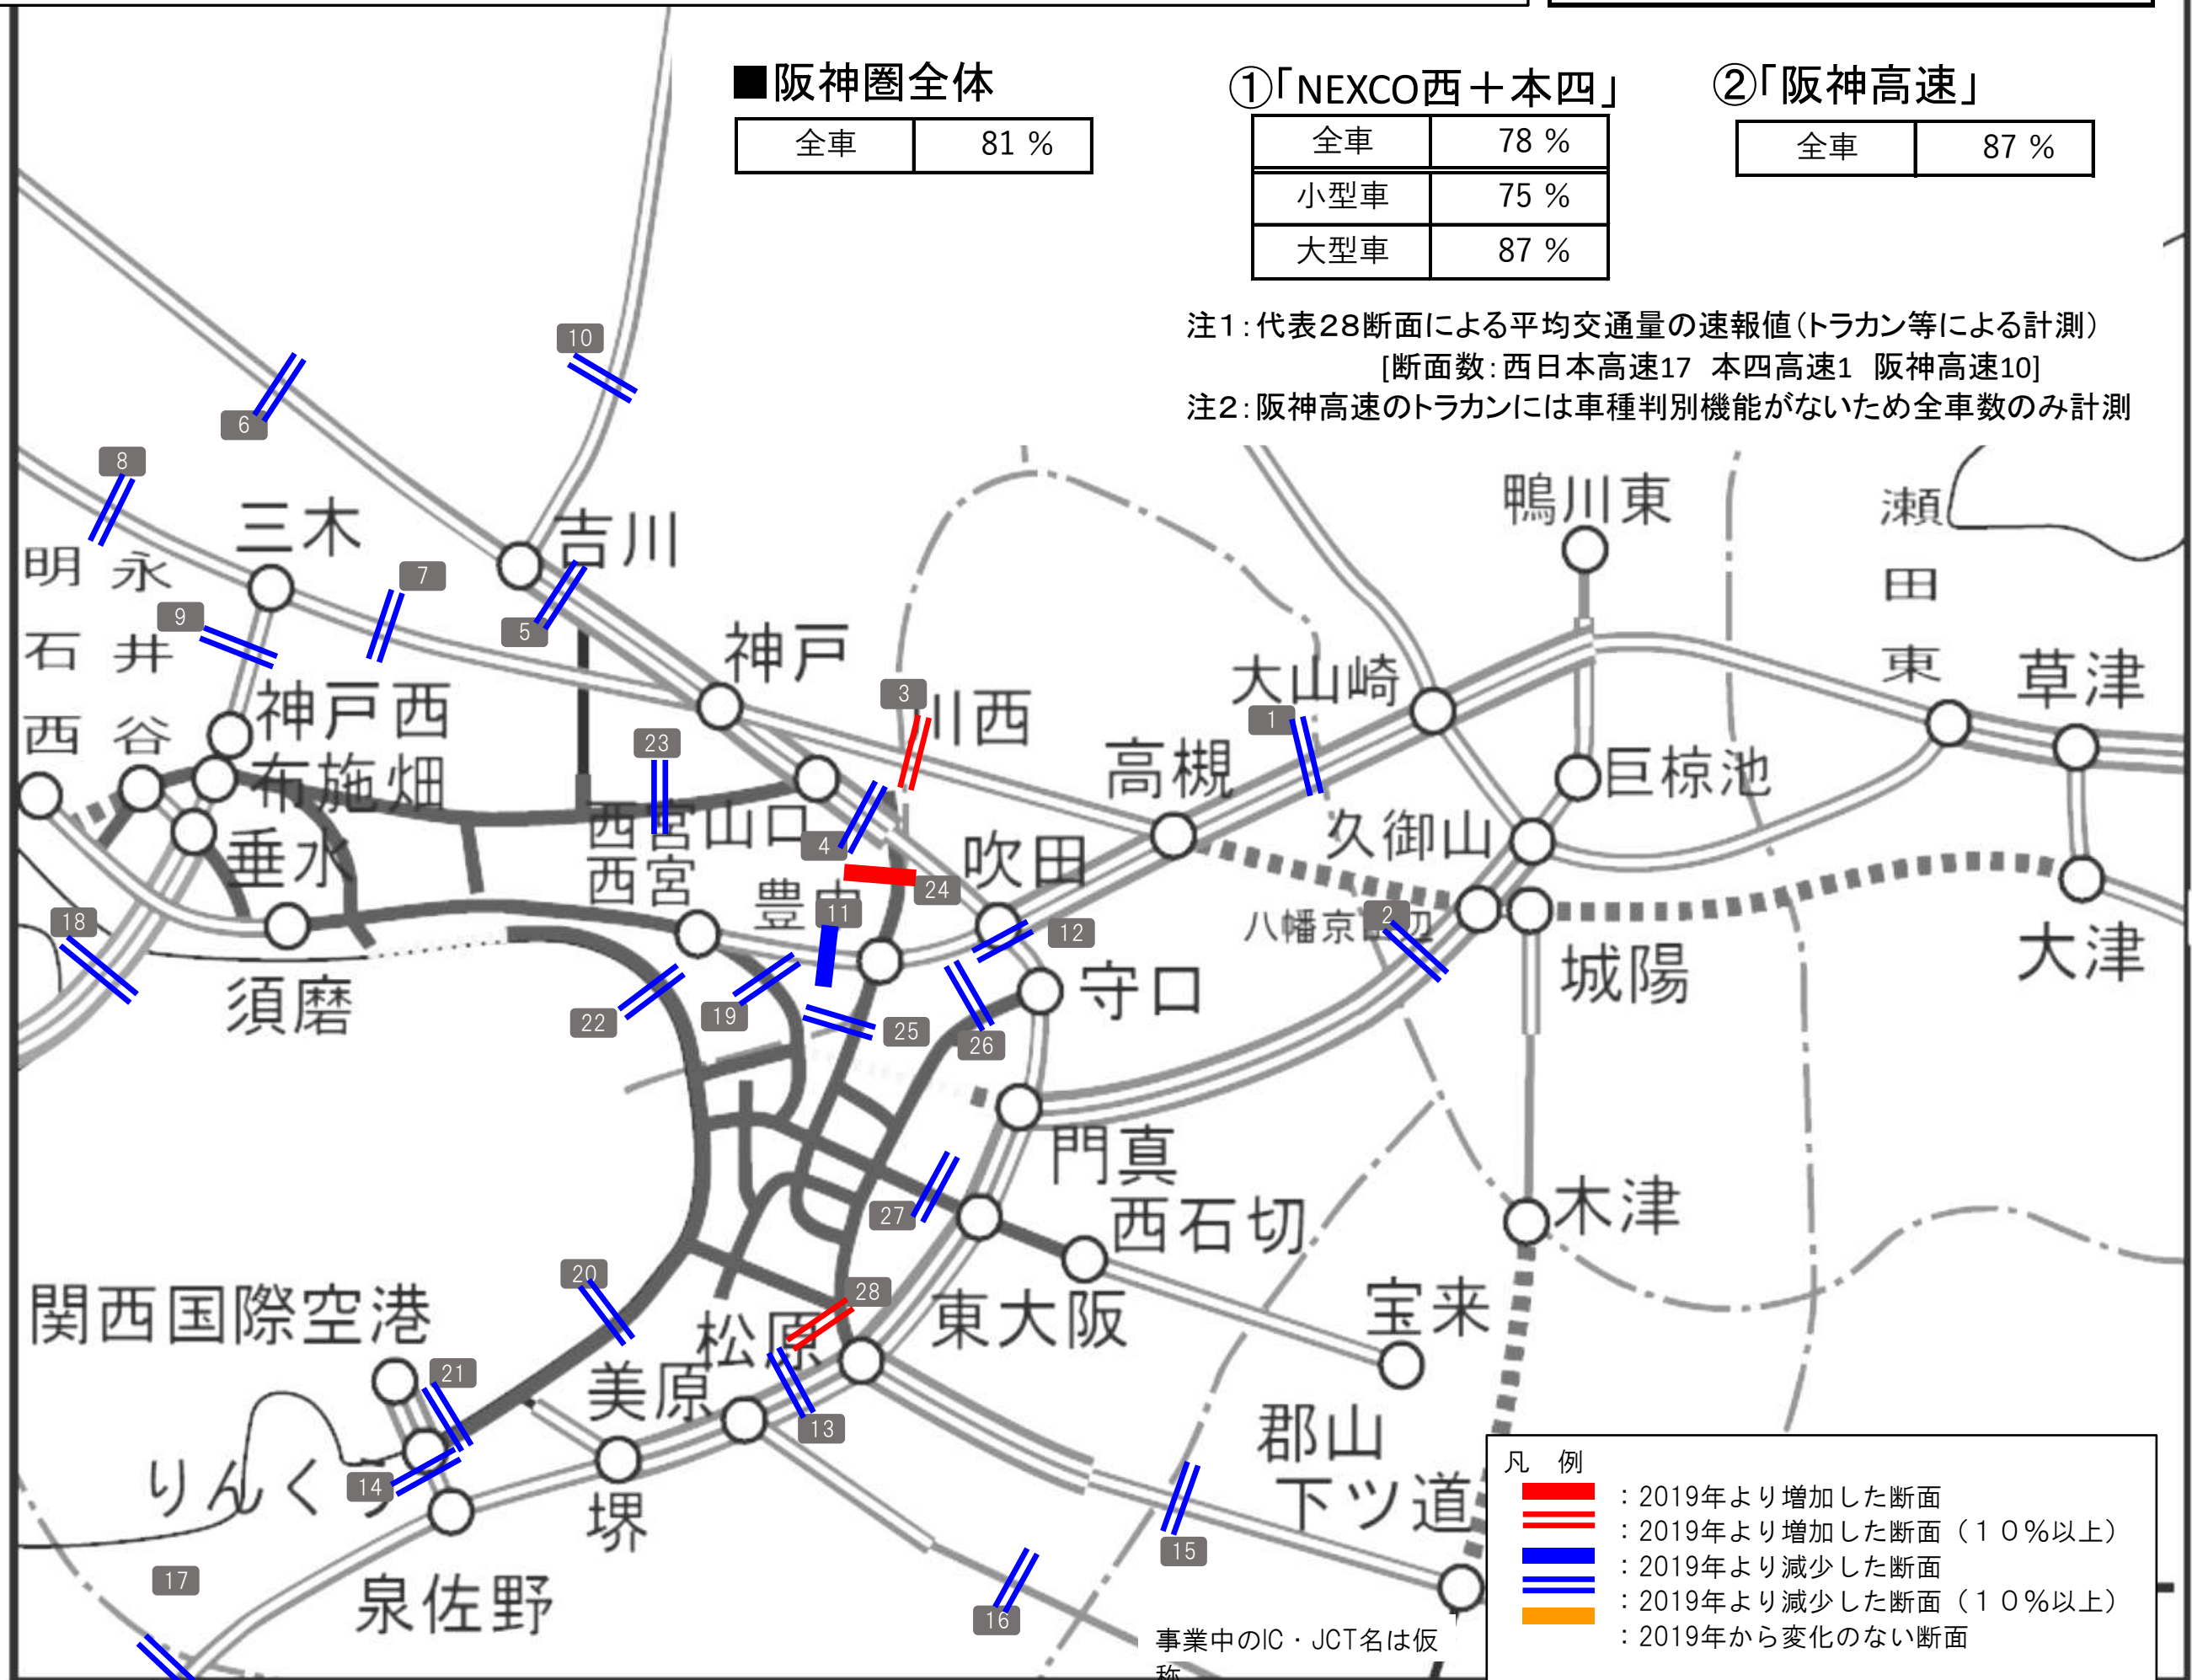 ■阪神圏全体
全車 81 %
①「NEXCO西＋本四」
全車 78 %
小型車 75 %
大型車 87 %
②「阪神高速」
全車 87 %
注１：代表２８断面による平均交通量の速報値（トラカン等による計測）
[断面数：西日本高速17　本四高速1　阪神高速10]
注２：阪神高速のトラカンには車種判別機能がないため全車数のみ計測
10
6
8
三木
吉川
鴨川東
瀬田東
明石西
永井谷
7
9
5
神戸
3
川西
大山崎
草津
神戸西
1
23
高槻
巨椋池
布施畑
西宮山口
4
久御山
垂水
西宮
吹田
24
豊中
11
2
八幡京田辺
12
18
大津
須磨
守口
城陽
22
19
25
26
門真
27
西石切
木津
20
関西国際空港
28
松原
東大阪
宝来
21
美原
13
郡山
下ツ道
りんくう
14
堺
15
17
泉佐野
16
事業中のIC・JCT名は仮
称
凡　例
：2019年より増加した断面
：2019年より増加した断面（１０％以上）
：2019年より減少した断面
：2019年より減少した断面（１０％以上）
：2019年から変化のない断面